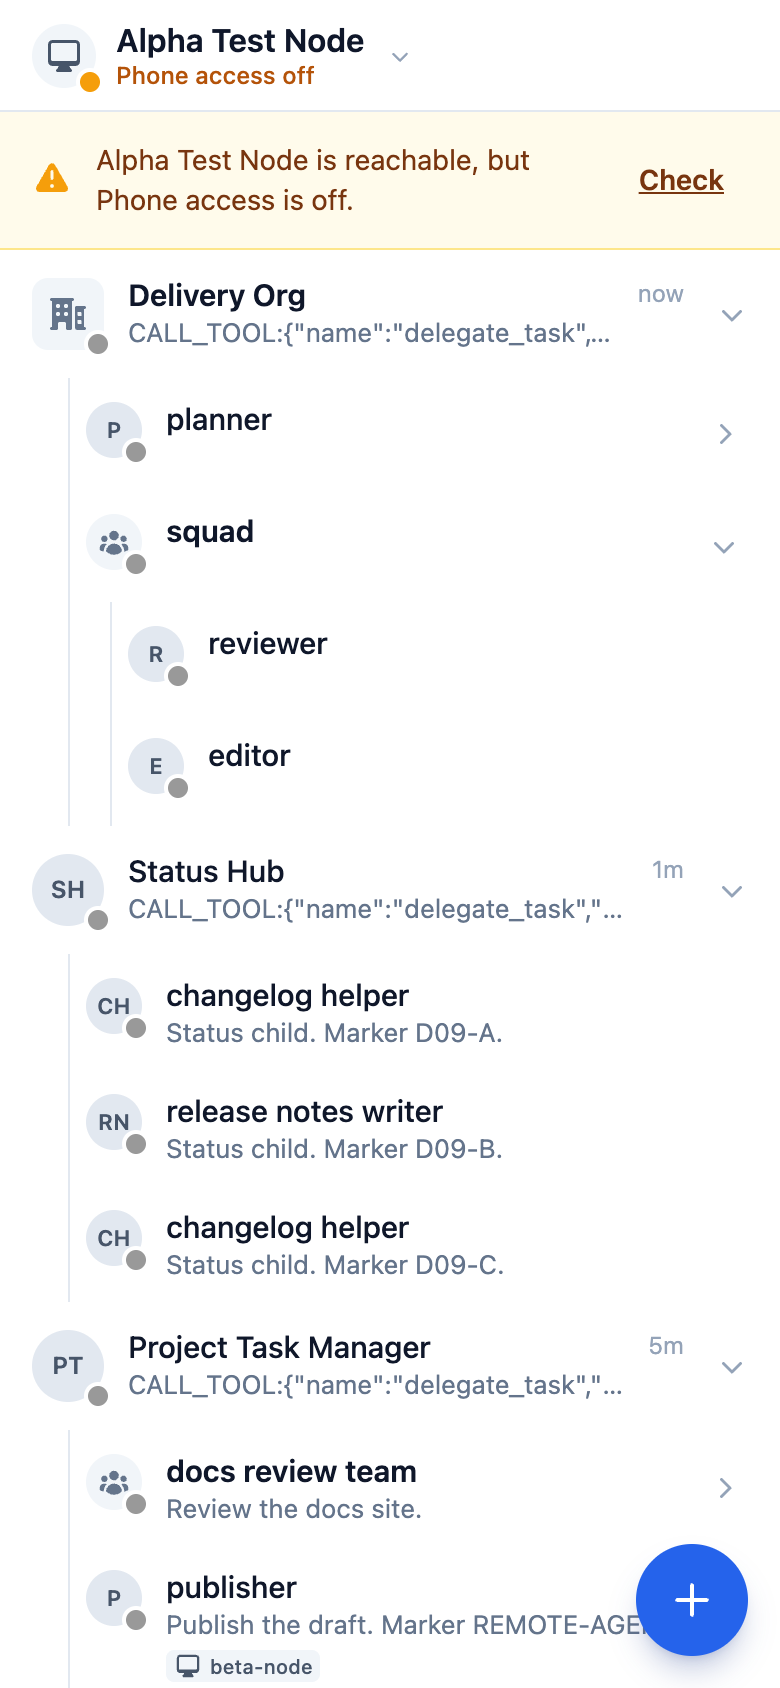 Alpha Test Node
Phone access off
Alpha Test Node is reachable, but
Phone access is off.
Check
Delivery Org
now
CALL_TOOL:{"name":"delegate_task",...
P
planner
squad
R
reviewer
E
editor
SH
Status Hub
1m
CALL_TOOL:{"name":"delegate_task","...
CH
changelog helper
Status child. Marker D09-A.
RN
release notes writer
Status child. Marker D09-B.
CH
changelog helper
Status child. Marker D09-C.
PT
Project Task Manager
5m
CALL_TOOL:{"name":"delegate_task","...
docs review team
Review the docs site.
P
publisher
Publish the draft. Marker REMOTE-AGE
beta-node